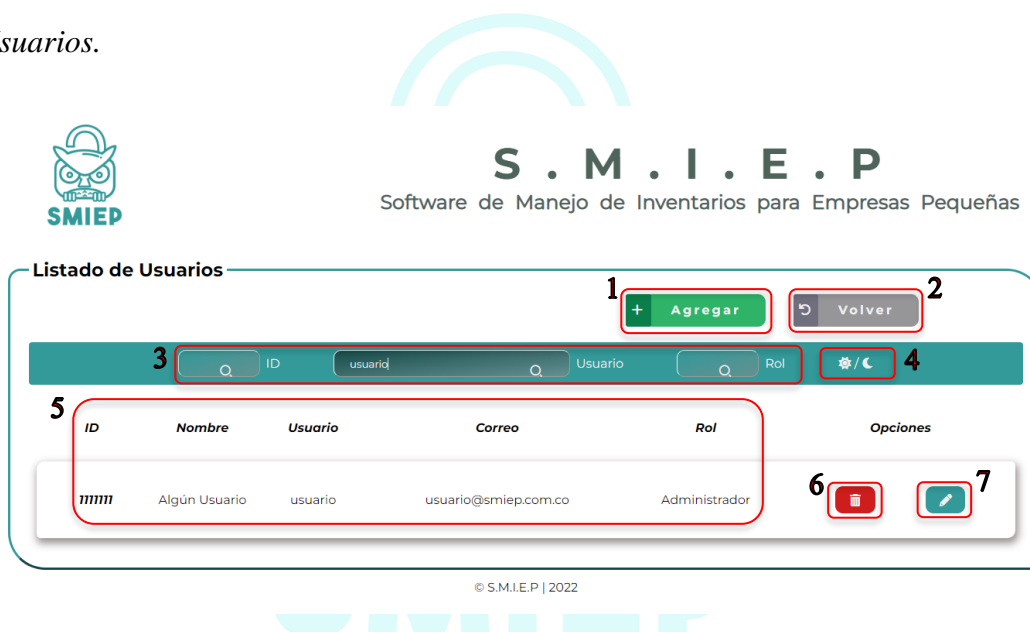 suarios.
S . M . I . E . P
SMIEP
Software de Manejo de Inventarios para Empresas Pequeñas
Listado de Usuarios
1 + Agregar 2 Volver
3 ID usuario Usuario Rol / 4
5
ID Nombre Usuario Correo Rol Opciones
Algún Usuario usuario usuario@smiep.com.co Administrador 6 7
© S.M.I.E.P | 2022